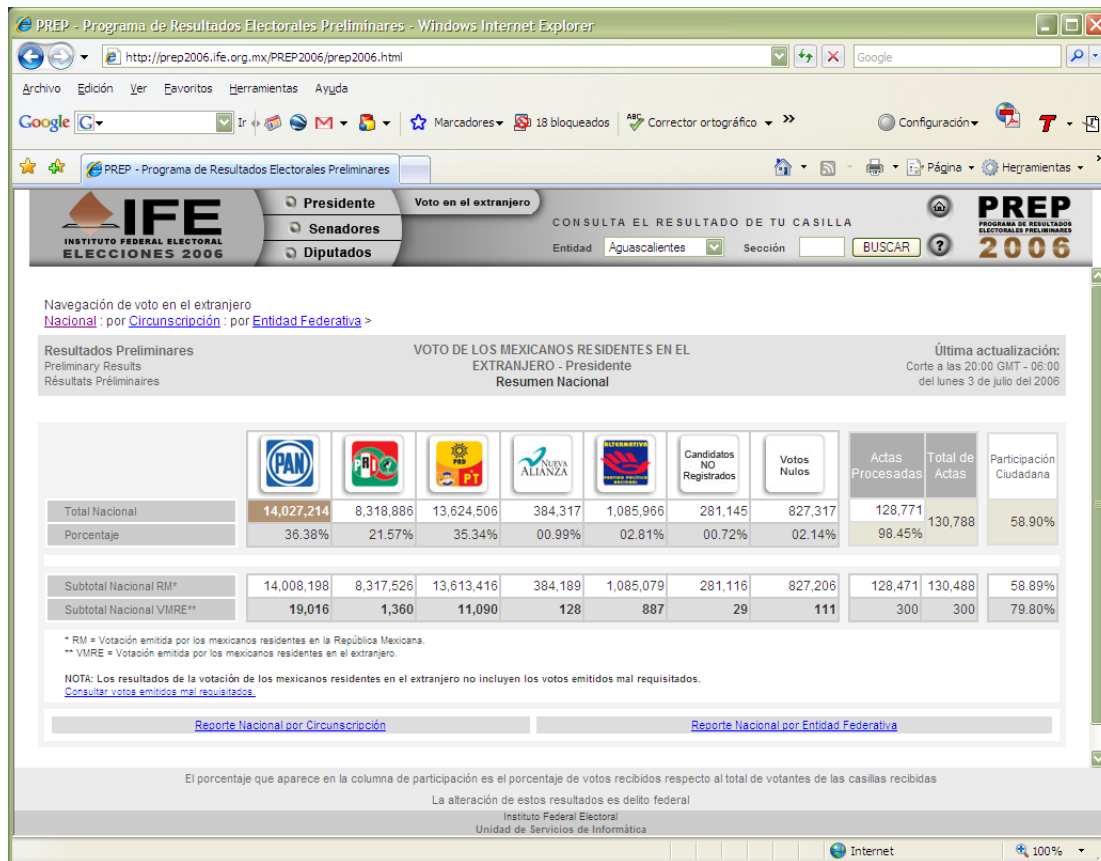 PREP - Programa de Resultados Electorales Preliminares - Windows Internet Explorer
http://prep2006.ife.org.mx/PREP2006/prep2006.html
Google
Archivo Edición Ver Favoritos Herramientas Ayuda
Google G Ir Marcadores 18 bloqueados ABC Corrector ortográfico » Configuración
PREP - Programa de Resultados Electorales Preliminares
Página Herramientas
IFE
INSTITUTO FEDERAL ELECTORAL
ELECCIONES 2006
Presidente
Senadores
Diputados
Voto en el extranjero
CONSULTA EL RESULTADO DE TU CASILLA
Entidad Aguascalientes Sección BUSCAR ?
PREP
PROGRAMA DE RESULTADOS
ELECTORALES PRELIMINARES
2006
Navegación de voto en el extranjero
Nacional : por Circunscripción : por Entidad Federativa >
Resultados Preliminares
Preliminary Results
Résultats Préliminaires
VOTO DE LOS MEXICANOS RESIDENTES EN EL
EXTRANJERO - Presidente
Resumen Nacional
Última actualización:
Corte a las 20:00 GMT - 06:00
del lunes 3 de julio del 2006
PAN
PRI
PRD
PT
NUEVA
ALIANZA
ALTERNATIVA
Candidatos
NO
Registrados
Votos
Nulos
Actas
Procesadas
Total de
Actas
Participación
Ciudadana
Total Nacional 14,027,214 8,318,886 13,624,506 384,317 1,085,966 281,145 827,317 128,771 130,788 58.90%
Porcentaje 36.38% 21.57% 35.34% 00.99% 02.81% 00.72% 02.14% 98.45%
Subtotal Nacional RM* 14,008,198 8,317,526 13,613,416 384,189 1,085,079 281,116 827,206 128,471 130,488 58.89%
Subtotal Nacional VMRE** 19,016 1,360 11,090 128 887 29 111 300 300 79.80%
* RM = Votación emitida por los mexicanos residentes en la República Mexicana.
** VMRE = Votación emitida por los mexicanos residentes en el extranjero.
NOTA: Los resultados de la votación de los mexicanos residentes en el extranjero no incluyen los votos emitidos mal requisitados.
Consultar votos emitidos mal requisitados.
Reporte Nacional por Circunscripción
Reporte Nacional por Entidad Federativa
El porcentaje que aparece en la columna de participación es el porcentaje de votos recibidos respecto al total de votantes de las casillas recibidas
La alteración de estos resultados es delito federal
Instituto Federal Electoral
Unidad de Servicios de Informática
Internet 100%